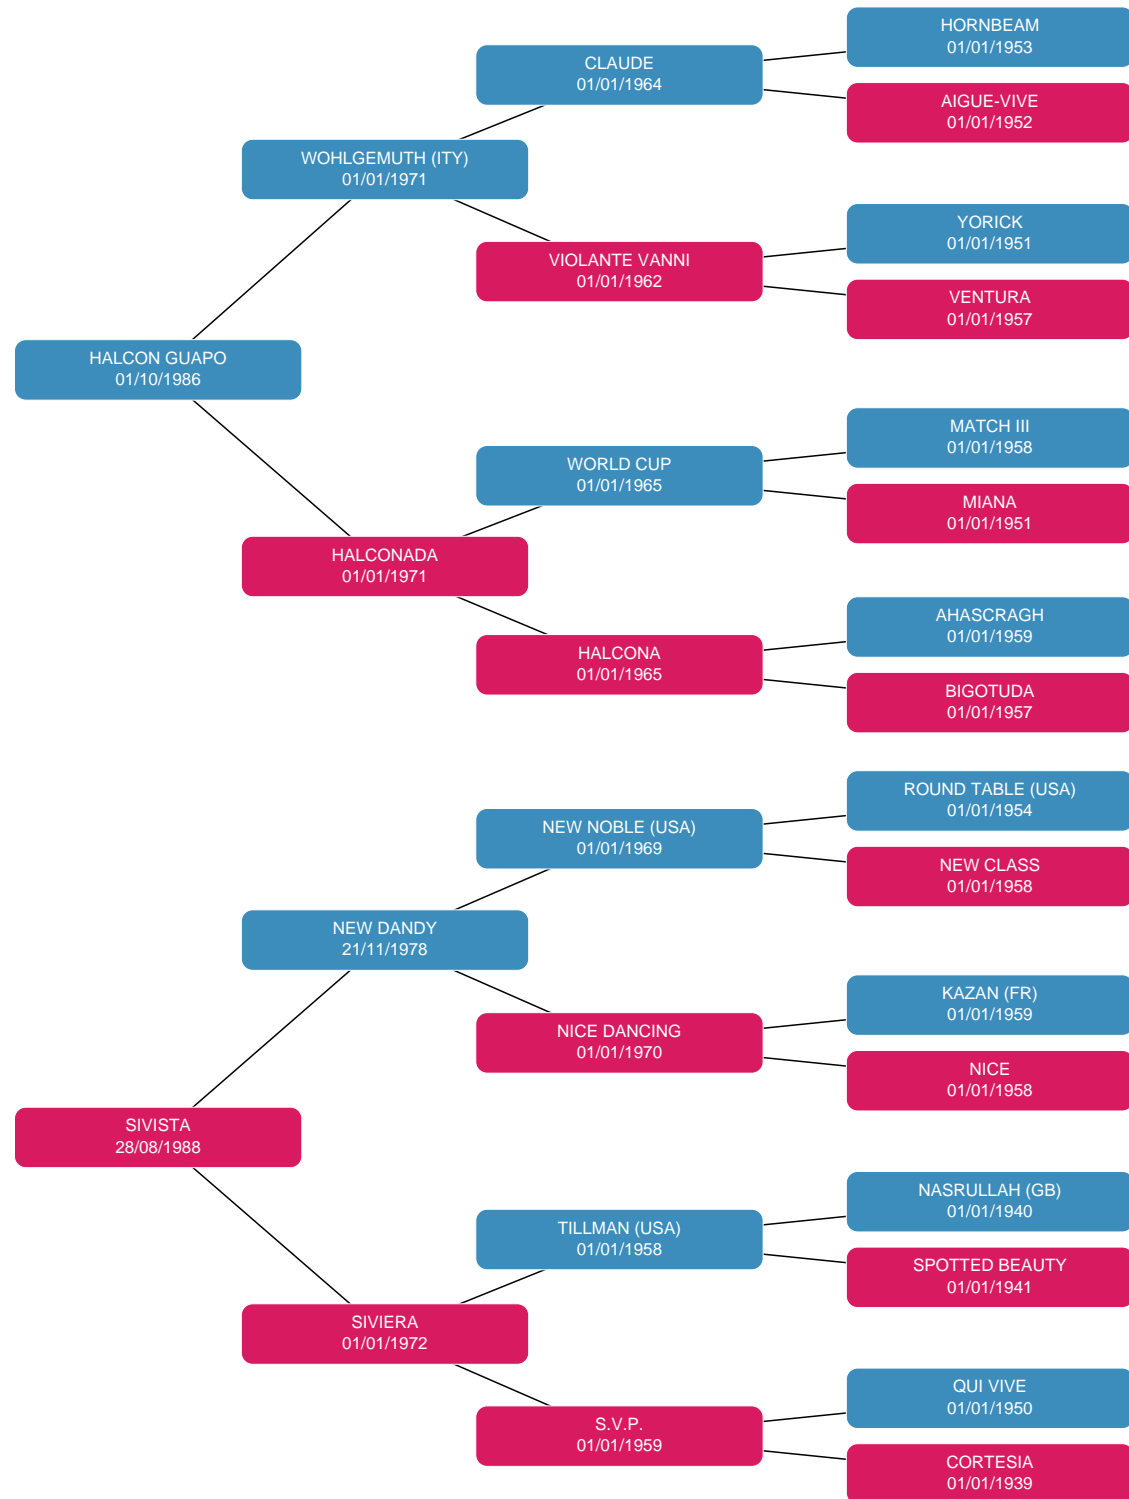 HORNBEAM
01/01/1953
CLAUDE
01/01/1964
AIGUE-VIVE
01/01/1952
WOHLGEMUTH (ITY)
01/01/1971
YORICK
01/01/1951
VIOLANTE VANNI
01/01/1962
VENTURA
01/01/1957
HALCON GUAPO
01/10/1986
MATCH III
01/01/1958
WORLD CUP
01/01/1965
MIANA
01/01/1951
HALCONADA
01/01/1971
AHASCRAGH
01/01/1959
HALCONA
01/01/1965
BIGOTUDA
01/01/1957
ROUND TABLE (USA)
01/01/1954
NEW NOBLE (USA)
01/01/1969
NEW CLASS
01/01/1958
NEW DANDY
21/11/1978
KAZAN (FR)
01/01/1959
NICE DANCING
01/01/1970
NICE
01/01/1958
SIVISTA
28/08/1988
NASRULLAH (GB)
01/01/1940
TILLMAN (USA)
01/01/1958
SPOTTED BEAUTY
01/01/1941
SIVIERA
01/01/1972
QUI VIVE
01/01/1950
S.V.P.
01/01/1959
CORTESIA
01/01/1939